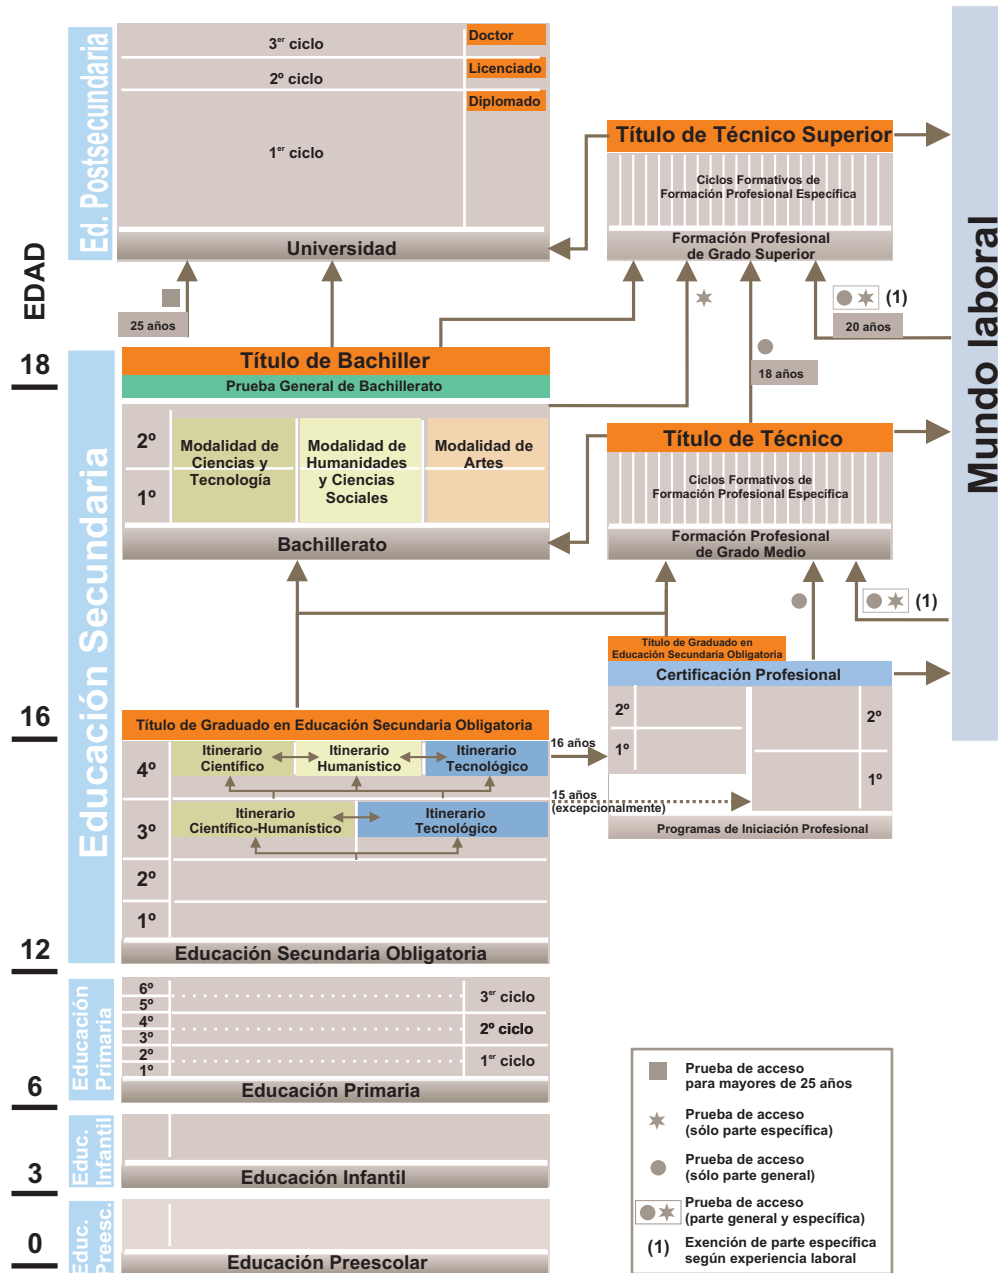 Ed. Postsecundaria
3er ciclo
Doctor
2º ciclo
Licenciado
Diplomado
1er ciclo
Universidad
Título de Técnico Superior
Ciclos Formativos de
Formación Profesional Específica
Formación Profesional
de Grado Superior
Mundo laboral
EDAD
25 años
(1)
20 años
18
Educación Secundaria
Título de Bachiller
Prueba General de Bachillerato
18 años
2º
1º
Modalidad de
Ciencias y
Tecnología
Modalidad de
Humanidades
y Ciencias
Sociales
Modalidad de
Artes
Bachillerato
Título de Técnico
Ciclos Formativos de
Formación Profesional Específica
Formación Profesional
de Grado Medio
(1)
Título de Graduado en
Educación Secundaria Obligatoria
Certificación Profesional
2º
1º
2º
1º
Programas de Iniciación Profesional
16
Título de Graduado en Educación Secundaria Obligatoria
4º
Itinerario
Científico
Itinerario
Humanístico
Itinerario
Tecnológico
16 años
15 años
(excepcionalmente)
3º
Itinerario
Científico-Humanístico
Itinerario
Tecnológico
2º
1º
Educación Secundaria Obligatoria
12
Educación
Primaria
6º
5º
4º
3º
2º
1º
3er ciclo
2º ciclo
1er ciclo
Educación Primaria
6
Educ.
Infantil
Educación Infantil
3
Educ.
Preesc.
Educación Preescolar
0
Prueba de acceso
para mayores de 25 años
Prueba de acceso
(sólo parte específica)
Prueba de acceso
(sólo parte general)
Prueba de acceso
(parte general y específica)
(1) Exención de parte específica
según experiencia laboral